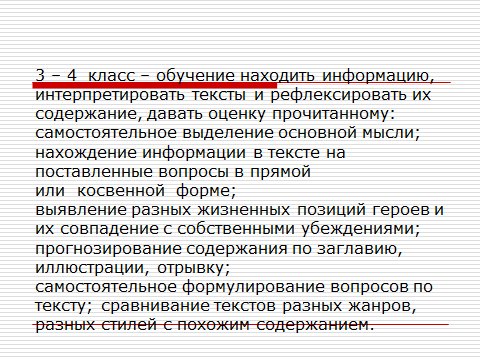 3 – 4  класс – обучение находить информацию,
интерпретировать тексты и рефлексировать их
содержание, давать оценку прочитанному:
самостоятельное выделение основной мысли;
нахождение информации в тексте на
поставленные вопросы в прямой
или  косвенной  форме;
выявление разных жизненных позиций героев и
их совпадение с собственными убеждениями;
прогнозирование содержания по заглавию,
иллюстрации, отрывку;
самостоятельное формулирование вопросов по
тексту;  сравнивание текстов разных жанров,
разных стилей с похожим содержанием.